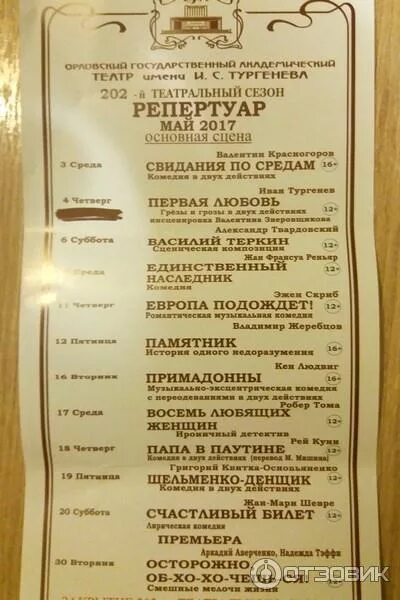 ОРЛОВСКИЙ ГОСУДАРСТВЕННЫЙ АКАДЕМИЧЕСКИЙ
ТЕАТР ИМЕНИ И. С. ТУРГЕНЕВА
202 -й ТЕАТРАЛЬНЫЙ СЕЗОН
РЕПЕРТУАР
МАЙ 2017
основная сцена
Валентин Красногоров
3 Среда СВИДАНИЯ ПО СРЕДАМ 16+
Комедия в двух действиях
Иван Тургенев
4 Четверг ПЕРВАЯ ЛЮБОВЬ 12+
Грёзы и грозы в двух действиях
инсценировка Валентина Зверовщикова
Александр Твардовский
6 Суббота ВАСИЛИЙ ТЕРКИН 12+
Сценическая композиция
Жан Франсуа Реньяр
Среда ЕДИНСТВЕННЫЙ 12+
НАСЛЕДНИК
Комедия
Эжен Скриб
11 Четверг ЕВРОПА ПОДОЖДЕТ! 12+
Романтическая музыкальная комедия
Владимир Жеребцов
12 Пятница ПАМЯТНИК 16+
История одного недоразумения
Кен Людвиг
16 Вторник ПРИМАДОННЫ 16+
Музыкально-эксцентрическая комедия
с переодеваниями в двух действиях
Робер Тома
17 Среда ВОСЕМЬ ЛЮБЯЩИХ
ЖЕНЩИН 12+
Ироничный детектив
Рей Куни
18 Четверг ПАПА В ПАУТИНЕ 12+
Комедия в двух действиях (перевод М. Мишина)
Григорий Квитка-Основьяненко
19 Пятница ШЕЛЬМЕНКО-ДЕНЩИК 12+
Комедия в двух действиях
Жан-Мари Шевре
20 Суббота СЧАСТЛИВЫЙ БИЛЕТ 12+
Лирическая комедия
ПРЕМЬЕРА
Аркадий Аверченко, Надежда Тэффи
30 Вторник ОСТОРОЖНО:
ОБ-ХО-ХО-ЧЕШЬСЯ!
Смешные мелочи жизни
ОТЗОВИК